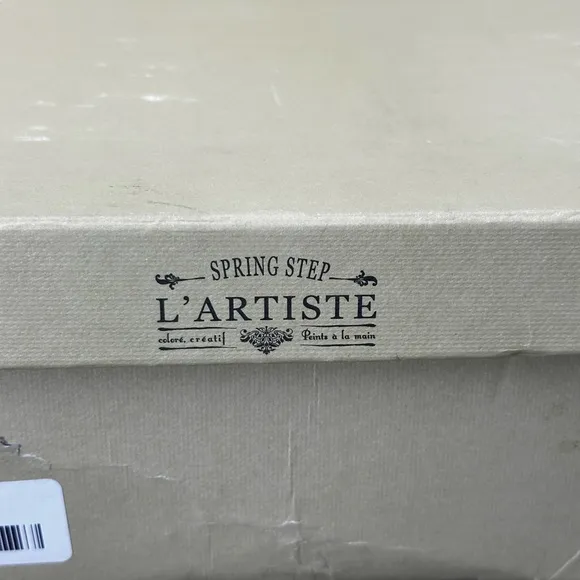 SPRING STEP
L'ARTISTE
coloré, créatif Peints à la main